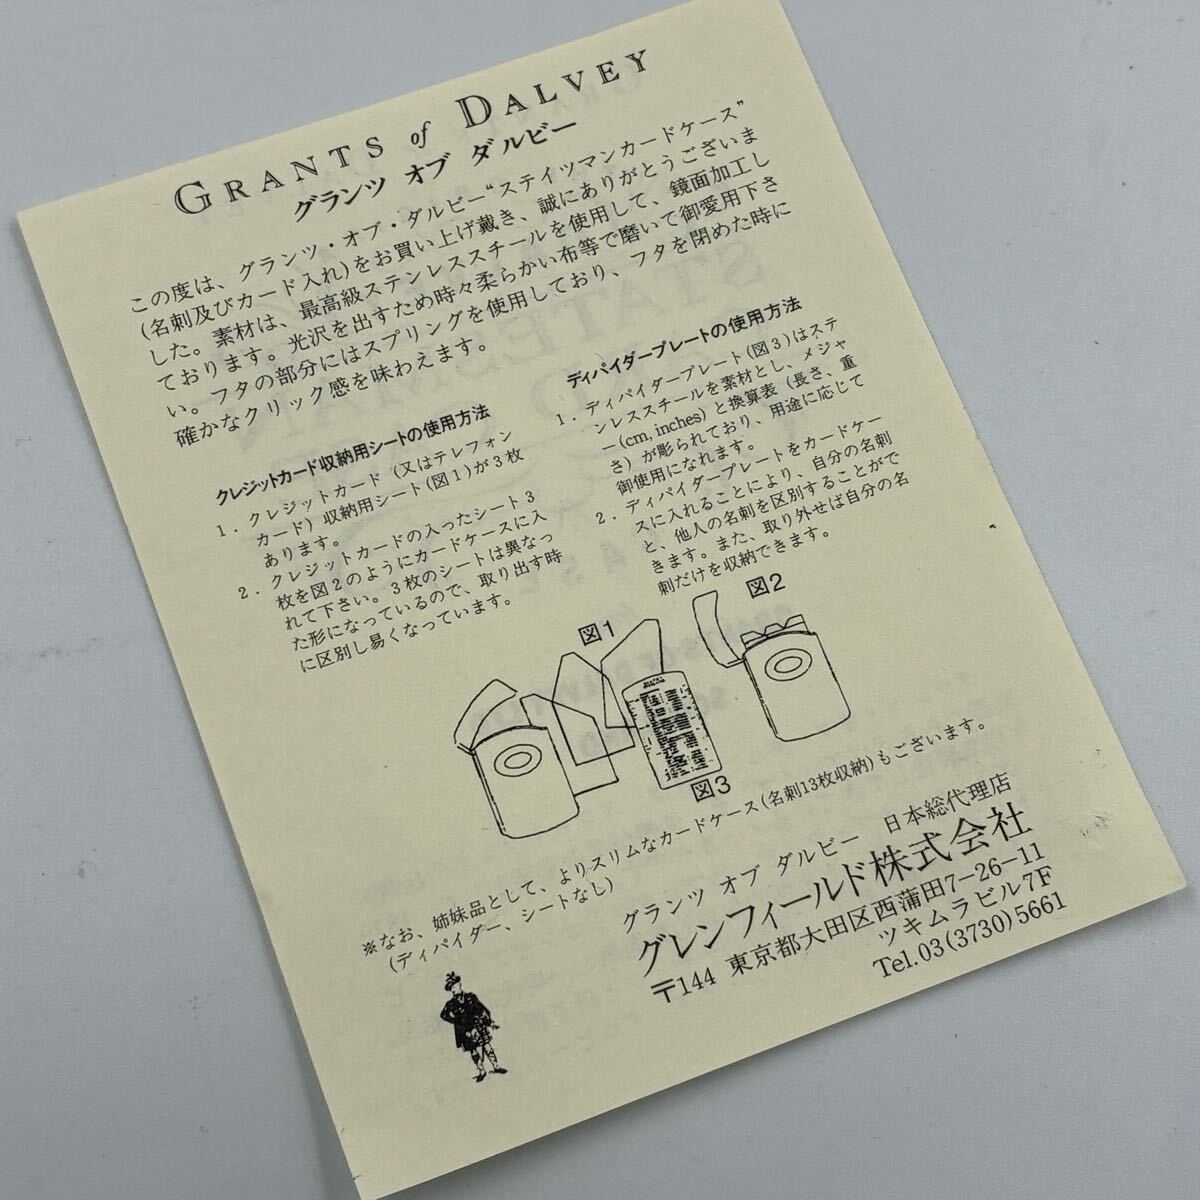 GRANTS of DALVEY
グランツ オブ ダルビー
この度は、グランツ・オブ・ダルビー“ステイツマンカードケース”
(名刺及びカード入れ)をお買い上げ戴き、誠にありがとうございま
した。素材は、最高級ステンレススチールを使用して、鏡面加工し
ております。光沢を出すため時々柔らかい布等で磨いて御愛用下さ
い。フタの部分にはスプリングを使用しており、フタを閉めた時に
確かなクリック感を味わえます。
クレジットカード収納用シートの使用方法
1. クレジットカード (又はテレフォン
カード) 収納用シート(図1)が3枚
あります。
2. クレジットカードの入ったシート3
枚を図2のようにカードケースに入
れて下さい。3枚のシートは異なっ
た形になっているので、取り出す時
に区別し易くなっています。
ディバイダープレートの使用方法
1. ディバイダープレート(図3)はステ
ンレススチールを素材とし、メジャ
ー(cm, inches)と換算表(長さ、重
さ)が彫られており、用途に応じて
御使用になれます。
2. ディバイダープレートをカードケー
スに入れることにより、自分の名刺
と、他人の名刺を区別することがで
きます。また、取り外せば自分の名
刺だけを収納できます。
図1
図2
図3
※なお、姉妹品として、よりスリムなカードケース(名刺13枚収納)もございます。
(ディバイダー、シートなし)
グランツ オブ ダルビー 日本総代理店
グレンフィールド株式会社
〒144 東京都大田区西蒲田7-26-11
ツキムラビル7F
Tel.03(3730)5661